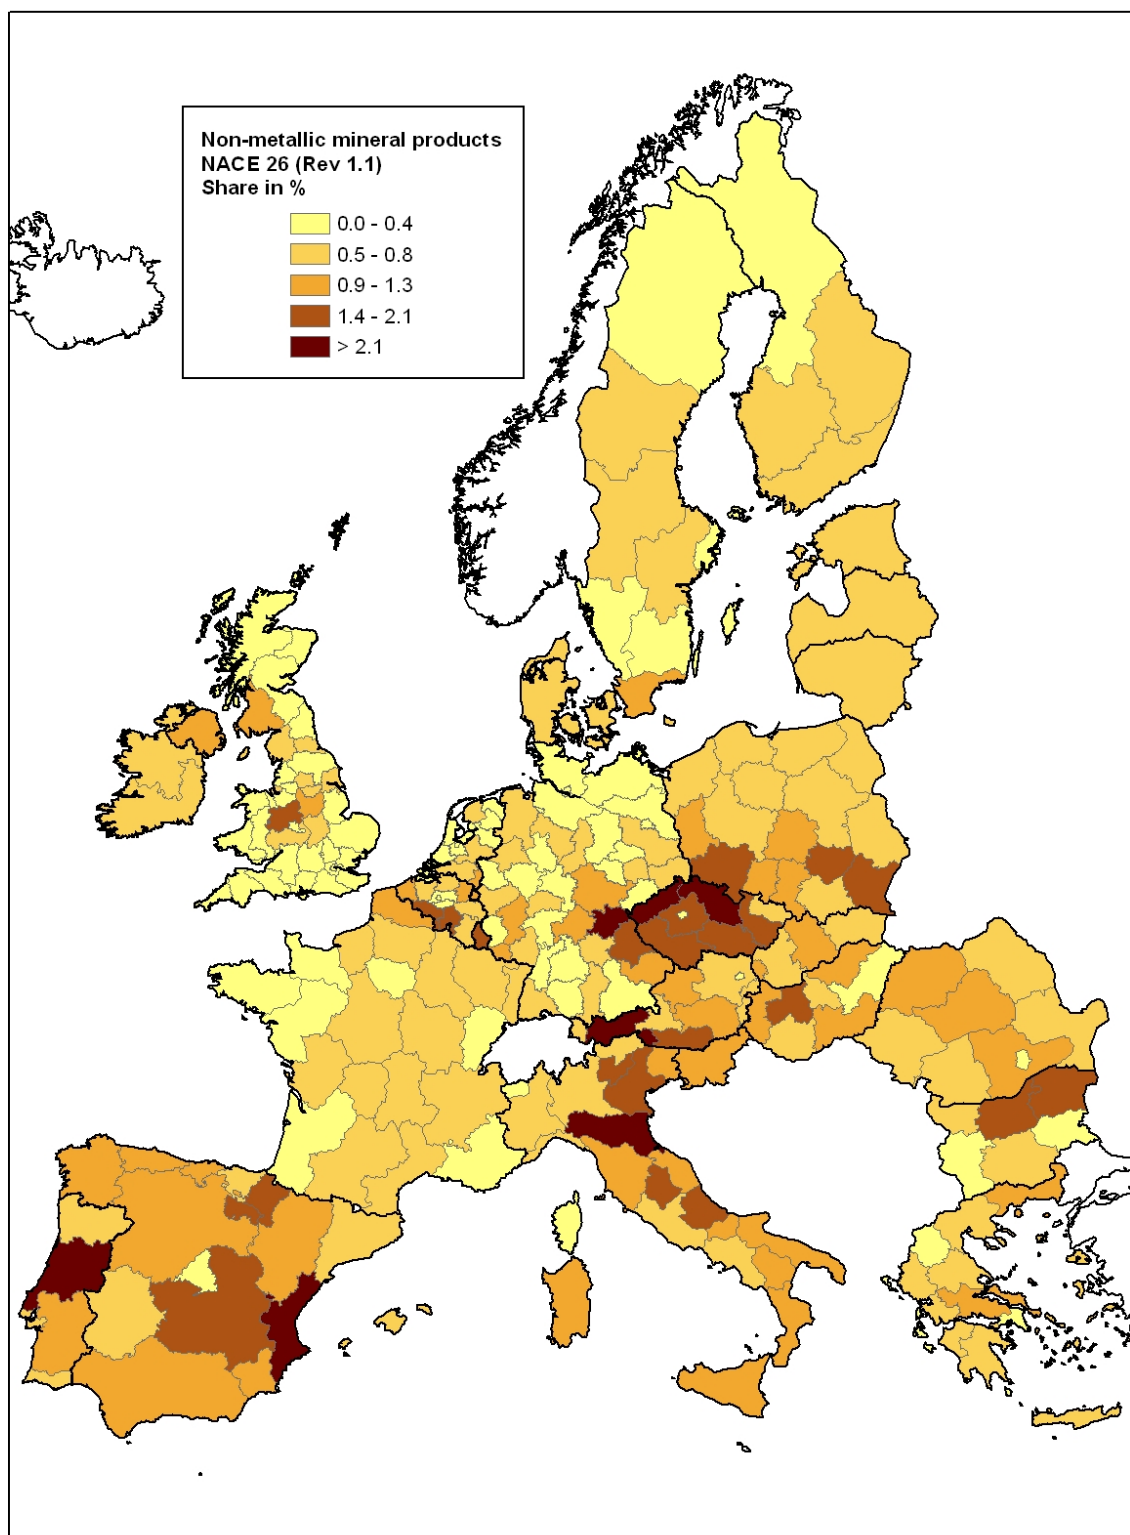 Non-metallic mineral products
NACE 26 (Rev 1.1)
Share in %
0.0 - 0.4
0.5 - 0.8
0.9 - 1.3
1.4 - 2.1
> 2.1